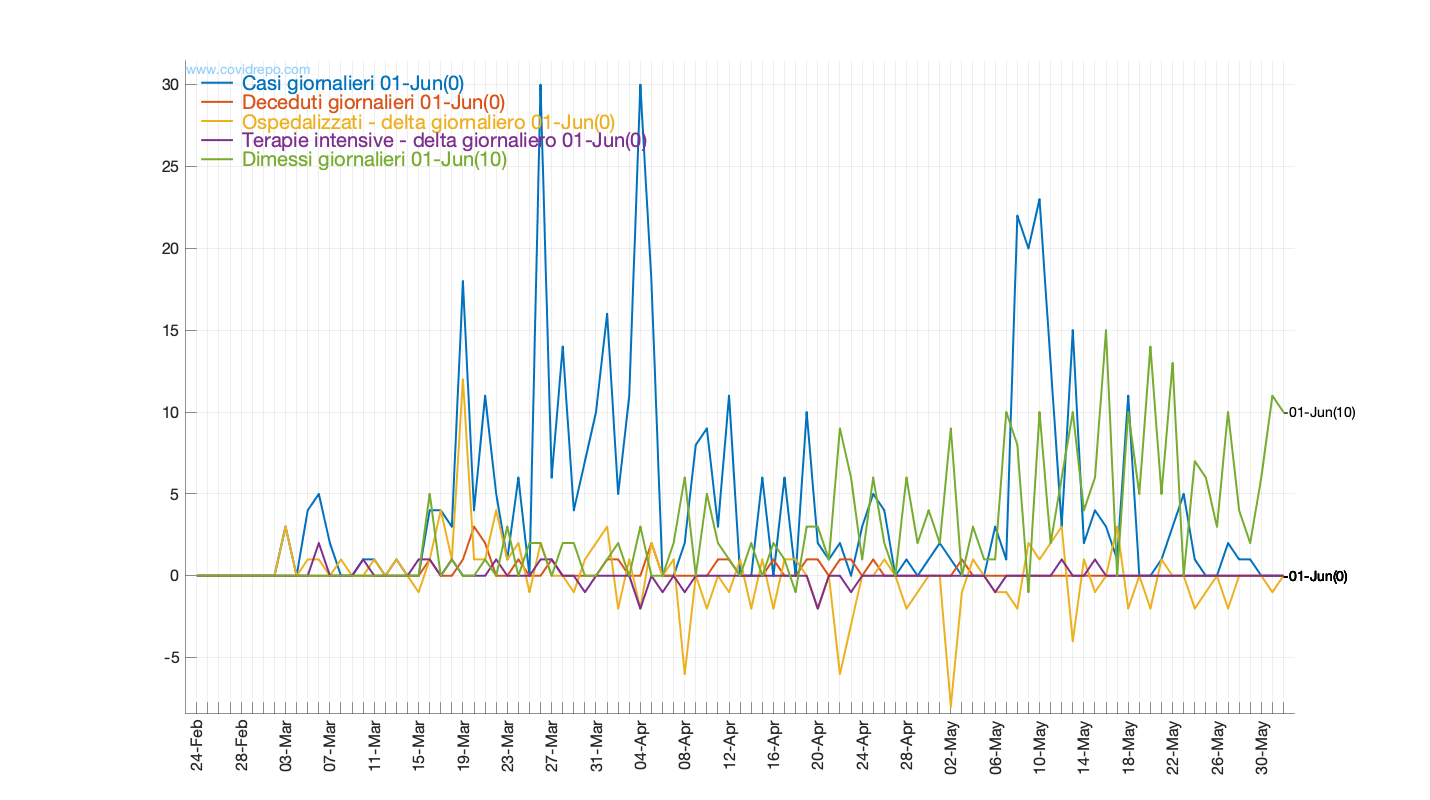 www.covidrepo.com
Casi giornalieri 01-Jun(0)
Deceduti giornalieri 01-Jun(0)
Ospedalizzati - delta giornaliero 01-Jun(0)
Terapie intensive - delta giornaliero 01-Jun(0)
Dimessi giornalieri 01-Jun(10)
30
25
20
15
10
5
0
-5
01-Jun(10)
01-Jun(0)
24-Feb
28-Feb
03-Mar
07-Mar
11-Mar
15-Mar
19-Mar
23-Mar
27-Mar
31-Mar
04-Apr
08-Apr
12-Apr
16-Apr
20-Apr
24-Apr
28-Apr
02-May
06-May
10-May
14-May
18-May
22-May
26-May
30-May